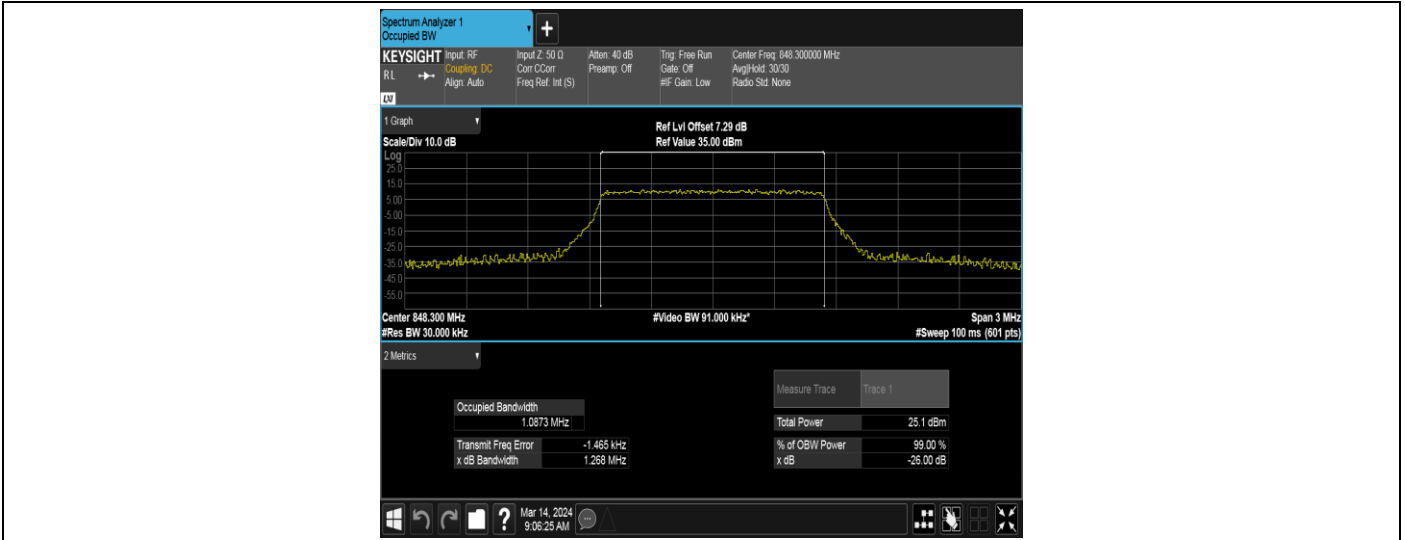 Spectrum Analyzer 1
Occupied BW
+
KEYSIGHT Input: RF Input Z: 50 Ω Atten: 40 dB Trig: Free Run Center Freq: 848.300000 MHz
RL Coupling: DC Corr CCorr Preamp: Off Gate: Off Avg|Hold: 30/30
Align: Auto Freq Ref: Int (S) #IF Gain: Low Radio Std: None
LXI
1 Graph
Ref Lvl Offset 7.29 dB
Scale/Div 10.0 dB Ref Value 35.00 dBm
Log
25.0
15.0
5.00
-5.00
-15.0
-25.0
-35.0
-45.0
-55.0
Center 848.300 MHz #Video BW 91.000 kHz* Span 3 MHz
#Res BW 30.000 kHz #Sweep 100 ms (601 pts)
2 Metrics
Measure Trace Trace 1
Occupied Bandwidth
1.0873 MHz
Total Power 25.1 dBm
Transmit Freq Error -1.465 kHz % of OBW Power 99.00 %
x dB Bandwidth 1.268 MHz x dB -26.00 dB
? Mar 14, 2024
9:06:25 AM